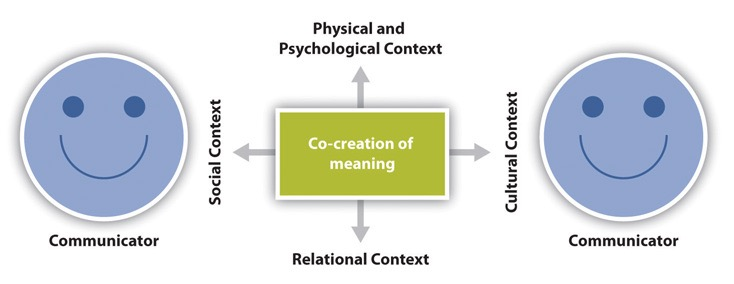 Physical and
Psychological Context
Social Context
Co-creation of
meaning
Cultural Context
Communicator
Communicator
Relational Context